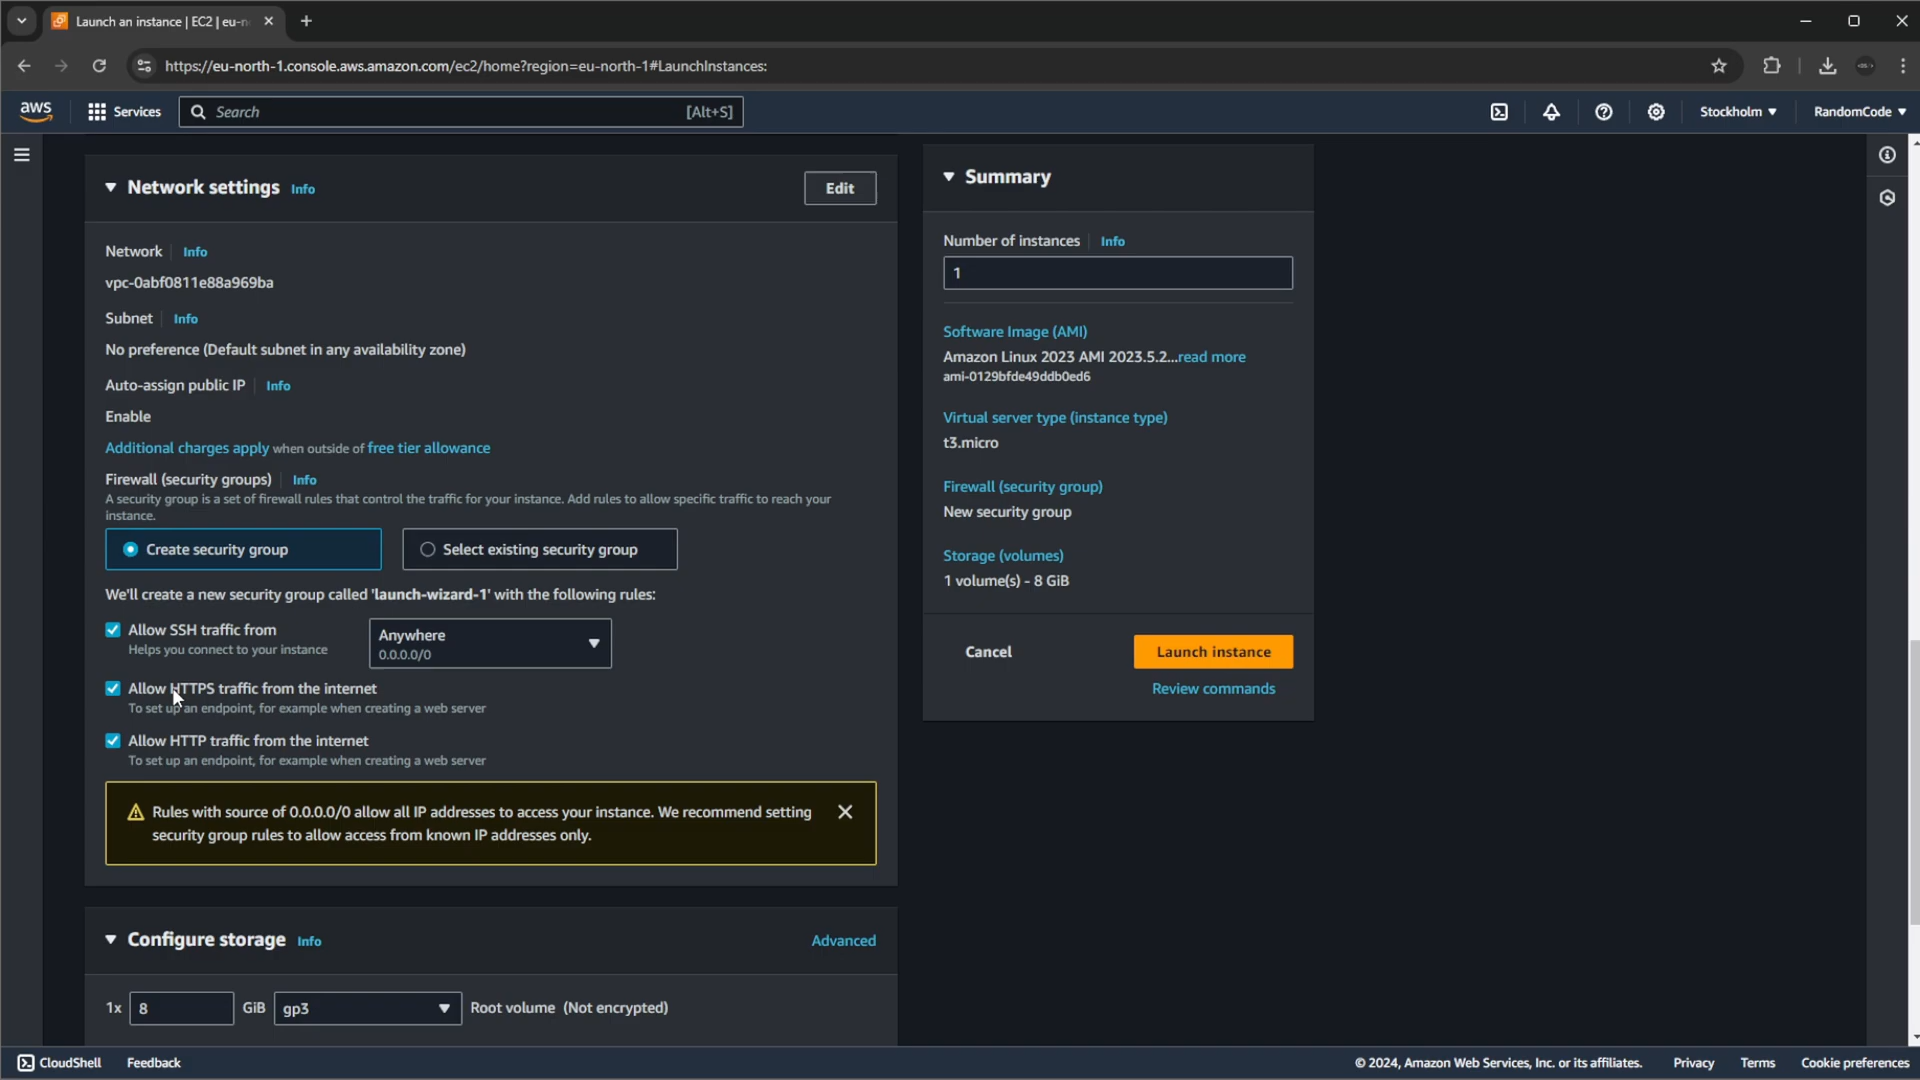 Launch an instance | EC2 | eu-n
https://eu-north-1.console.aws.amazon.com/ec2/home?region=eu-north-1#LaunchInstances:
aws
Services
Search
[Alt+S]
Stockholm
RandomCode
Network settings
Info
Edit
Network
Info
vpc-0abf0811e88a969ba
Subnet
Info
No preference (Default subnet in any availability zone)
Auto-assign public IP
Info
Enable
Additional charges apply when outside of free tier allowance
Firewall (security groups)
Info
A security group is a set of firewall rules that control the traffic for your instance. Add rules to allow specific traffic to reach your
instance.
Create security group
Select existing security group
We'll create a new security group called 'launch-wizard-1' with the following rules:
Allow SSH traffic from
Helps you connect to your instance
Anywhere
0.0.0.0/0
Allow HTTPS traffic from the internet
To set up an endpoint, for example when creating a web server
Allow HTTP traffic from the internet
To set up an endpoint, for example when creating a web server
Rules with source of 0.0.0.0/0 allow all IP addresses to access your instance. We recommend setting
security group rules to allow access from known IP addresses only.
Configure storage
Info
Advanced
1x
8
GiB
gp3
Root volume (Not encrypted)
Summary
Number of instances
Info
1
Software Image (AMI)
Amazon Linux 2023 AMI 2023.5.2...read more
ami-0129bfde49ddb0ed6
Virtual server type (instance type)
t3.micro
Firewall (security group)
New security group
Storage (volumes)
1 volume(s) - 8 GiB
Cancel
Launch instance
Review commands
CloudShell
Feedback
© 2024, Amazon Web Services, Inc. or its affiliates.
Privacy
Terms
Cookie preferences